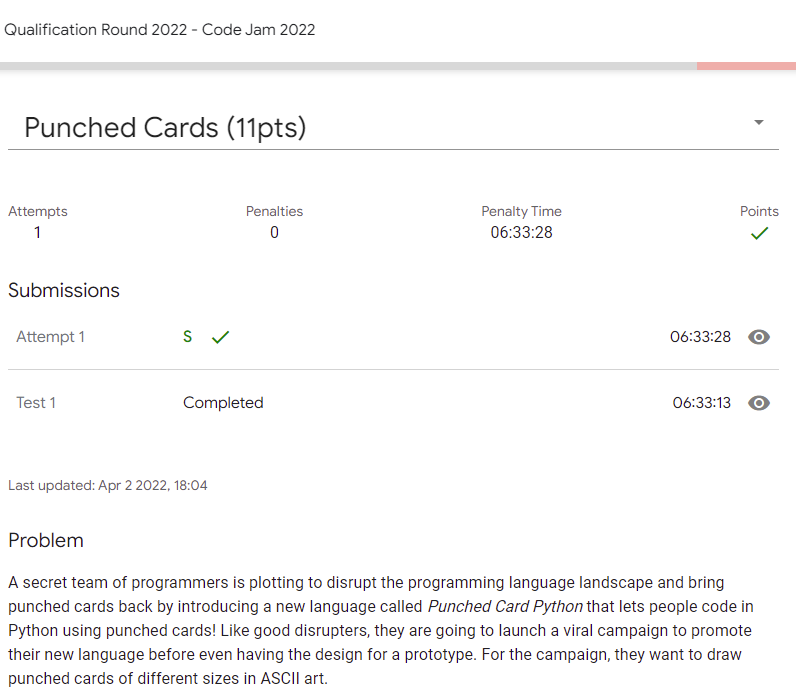 Qualification Round 2022 - Code Jam 2022
Punched Cards (11pts)
Attempts Penalties Penalty Time Points
1 0 06:33:28
Submissions
Attempt 1 S 06:33:28
Test 1 Completed 06:33:13
Last updated: Apr 2 2022, 18:04
Problem
A secret team of programmers is plotting to disrupt the programming language landscape and bring
punched cards back by introducing a new language called Punched Card Python that lets people code in
Python using punched cards! Like good disrupters, they are going to launch a viral campaign to promote
their new language before even having the design for a prototype. For the campaign, they want to draw
punched cards of different sizes in ASCII art.